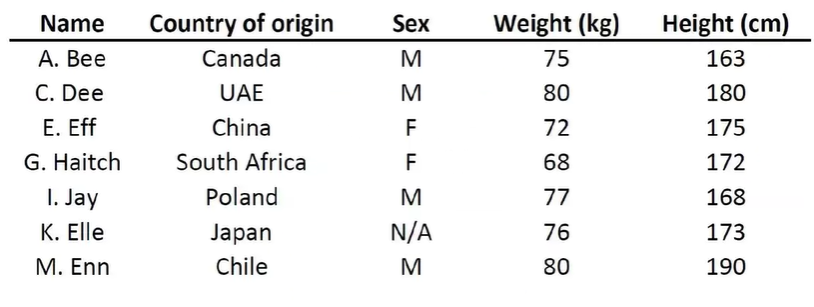 Name Country of origin Sex Weight (kg) Height (cm)
A. Bee Canada M 75 163
C. Dee UAE M 80 180
E. Eff China F 72 175
G. Haitch South Africa F 68 172
I. Jay Poland M 77 168
K. Elle Japan N/A 76 173
M. Enn Chile M 80 190